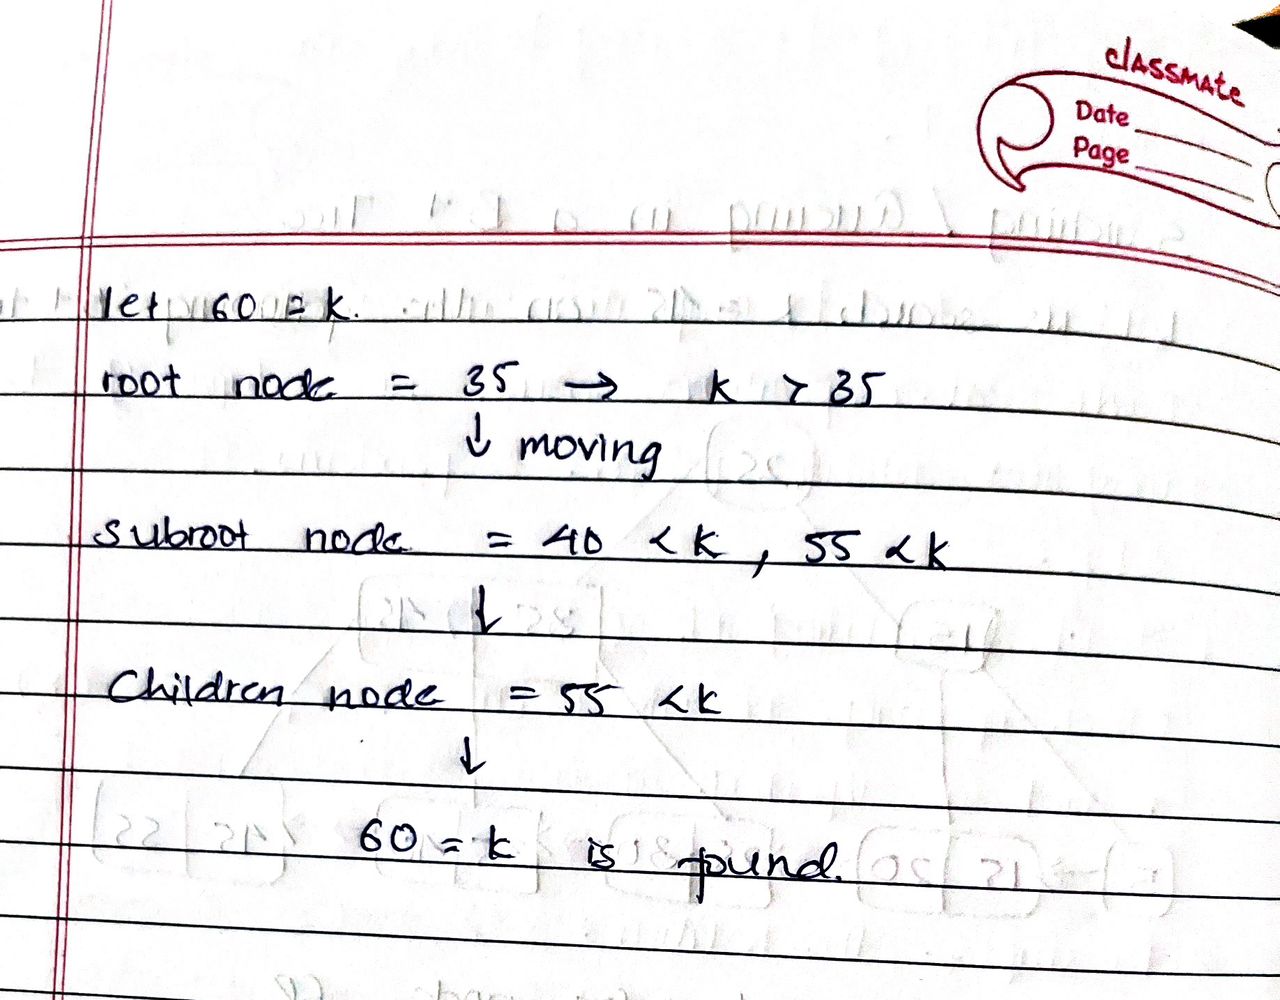 classmate
Date
Page
let 60 = k.
root node = 35 → k > 35
↓ moving
subroot node = 40 < k , 55 < k
↓
Children node = 55 < k
↓
60 = k is found.